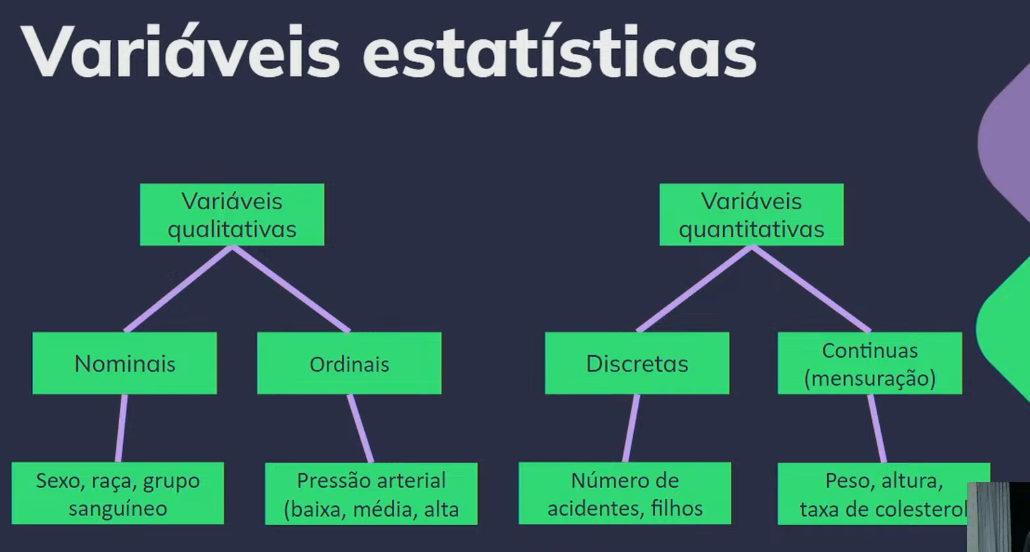 Variáveis estatísticas
Variáveis
qualitativas
Variáveis
quantitativas
Nominais
Ordinais
Discretas
Continuas
(mensuração)
Sexo, raça, grupo
sanguíneo
Pressão arterial
(baixa, média, alta
Número de
acidentes, filhos
Peso, altura,
taxa de colesterol